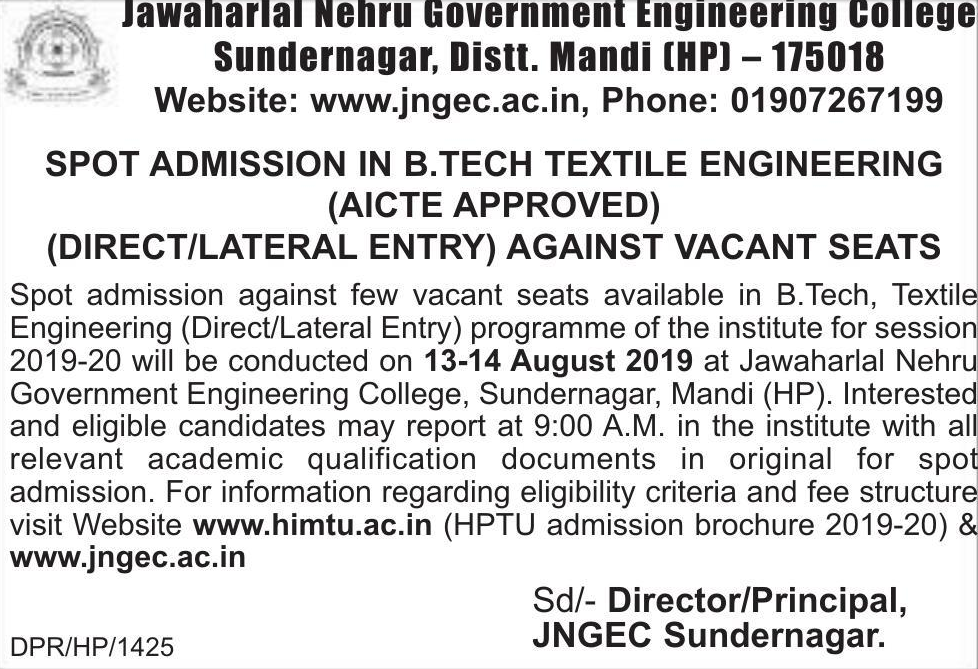 Jawaharlal Nehru Government Engineering College
Sundernagar, Distt. Mandi (HP) – 175018
Website: www.jngec.ac.in, Phone: 01907267199
SPOT ADMISSION IN B.TECH TEXTILE ENGINEERING
(AICTE APPROVED)
(DIRECT/LATERAL ENTRY) AGAINST VACANT SEATS
Spot admission against few vacant seats available in B.Tech, Textile
Engineering (Direct/Lateral Entry) programme of the institute for session
2019-20 will be conducted on 13-14 August 2019 at Jawaharlal Nehru
Government Engineering College, Sundernagar, Mandi (HP). Interested
and eligible candidates may report at 9:00 A.M. in the institute with all
relevant academic qualification documents in original for spot
admission. For information regarding eligibility criteria and fee structure
visit Website www.himtu.ac.in (HPTU admission brochure 2019-20) &
www.jngec.ac.in
Sd/- Director/Principal,
JNGEC Sundernagar.
DPR/HP/1425